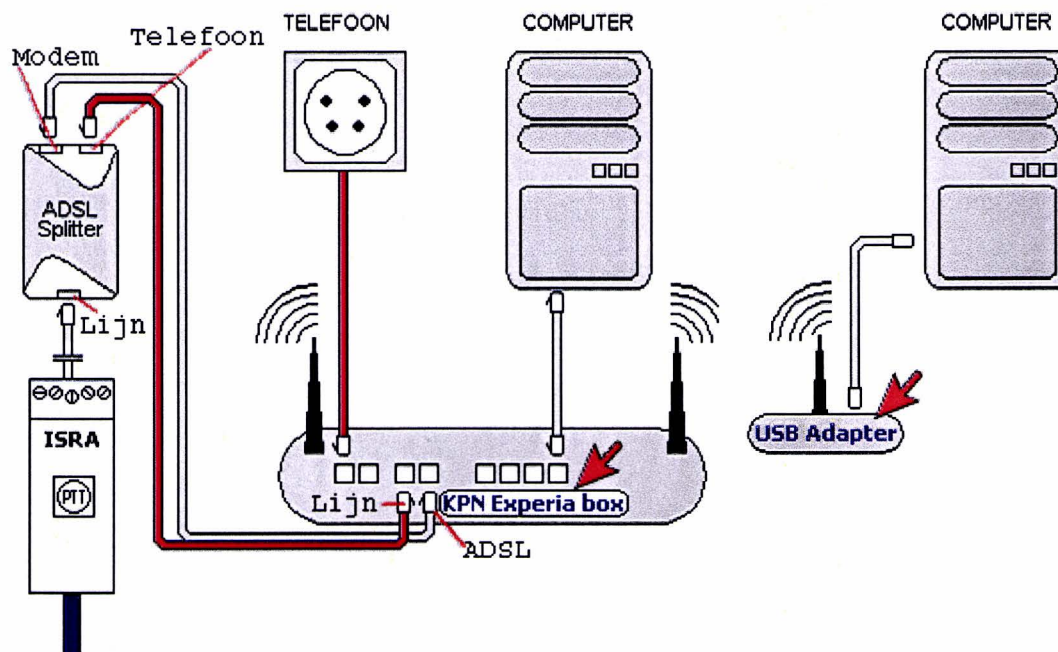 TELEFOON
COMPUTER
COMPUTER
Telefoon
Modem
ADSL
Splitter
Lijn
ISRA
PTT
USB Adapter
Lijn
KPN Experia box
ADSL